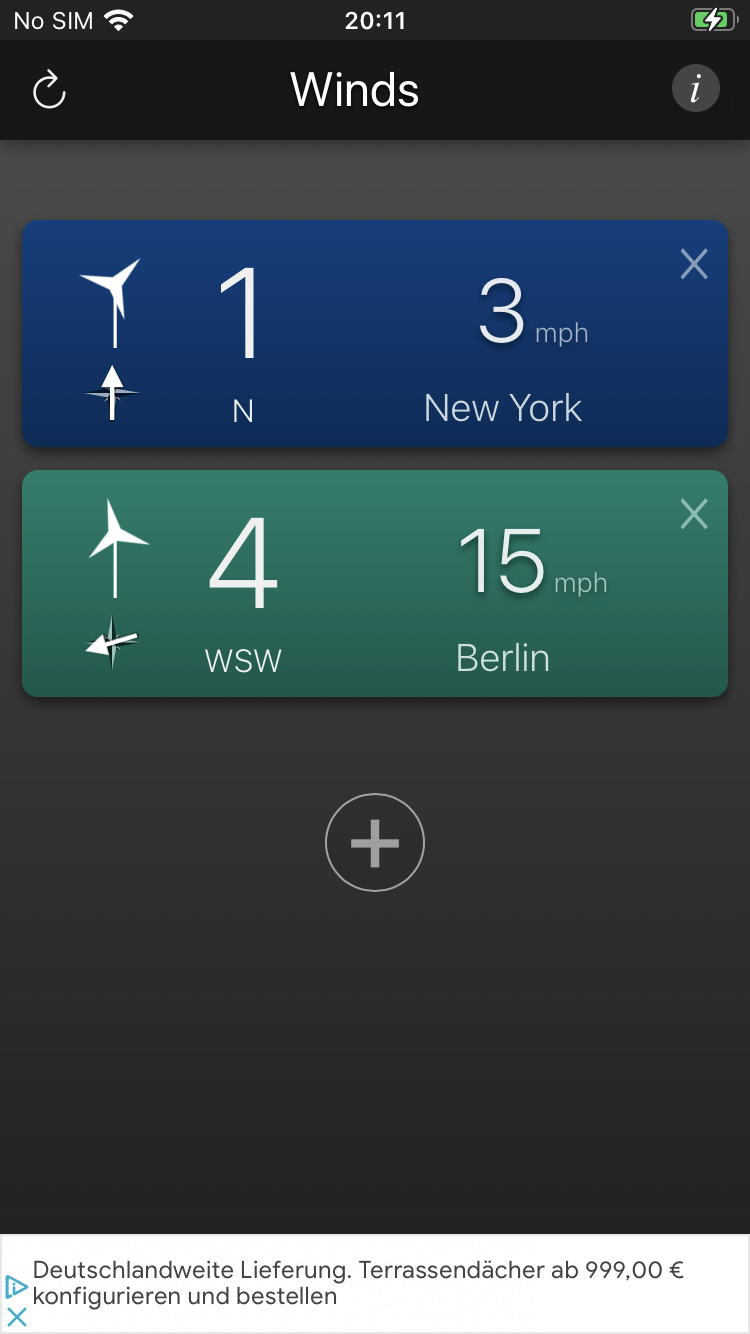 No SIM 20:11
Winds
i
1
3 mph
N
New York
4
15 mph
WSW
Berlin
Deutschlandweite Lieferung. Terrassendächer ab 999,00 €
konfigurieren und bestellen